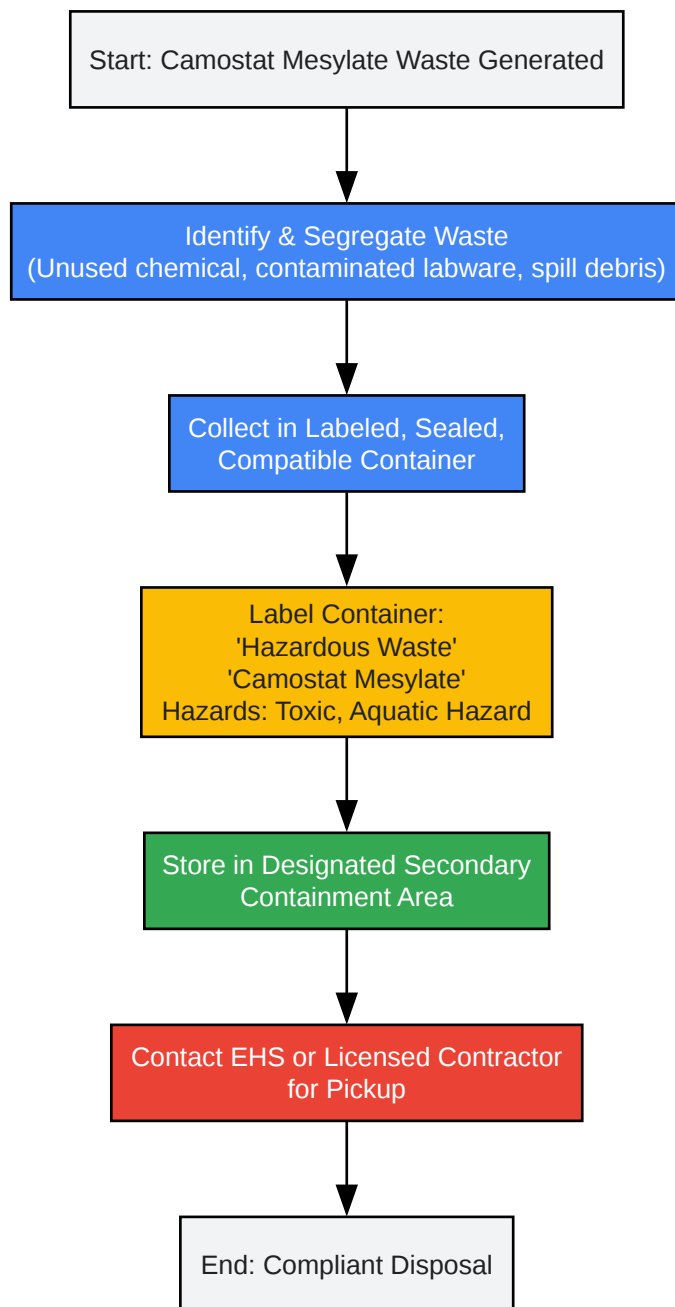 Start: Camostat Mesylate Waste Generated
Identify & Segregate Waste
(Unused chemical, contaminated labware, spill debris)
Collect in Labeled, Sealed,
Compatible Container
Label Container:
'Hazardous Waste'
'Camostat Mesylate'
Hazards: Toxic, Aquatic Hazard
Store in Designated Secondary
Containment Area
Contact EHS or Licensed Contractor
for Pickup
End: Compliant Disposal